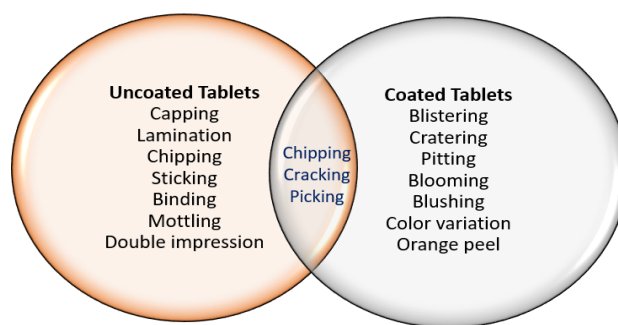 Uncoated Tablets
Capping
Lamination
Chipping
Sticking
Binding
Mottling
Double impression
Chipping
Cracking
Picking
Coated Tablets
Blistering
Cratering
Pitting
Blooming
Blushing
Color variation
Orange peel